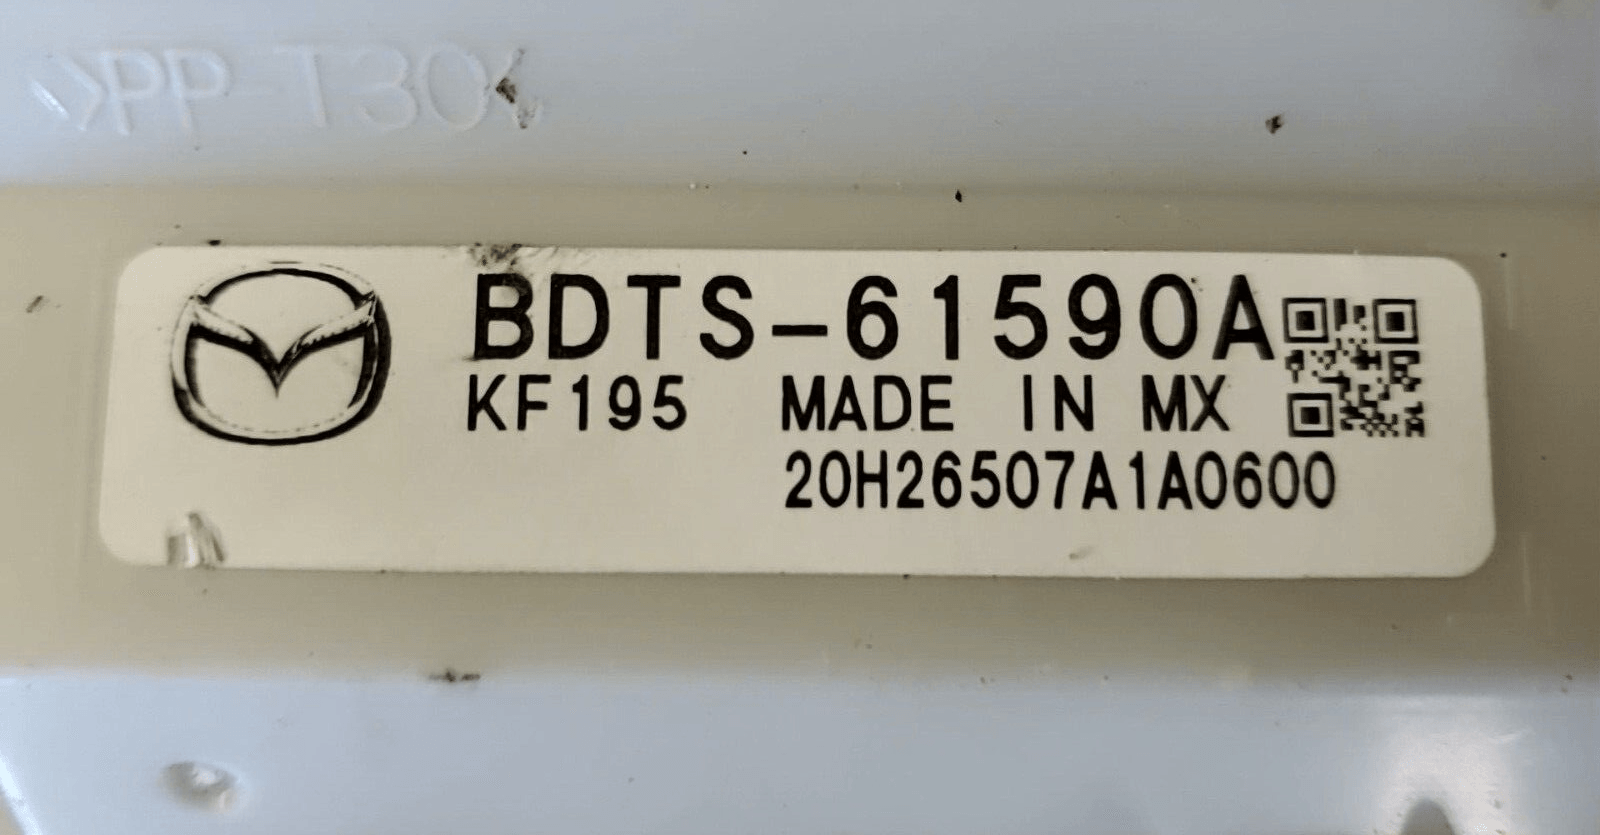 >PP-T30<
BDTS-61590A
KF195 MADE IN MX
20H26507A1A0600